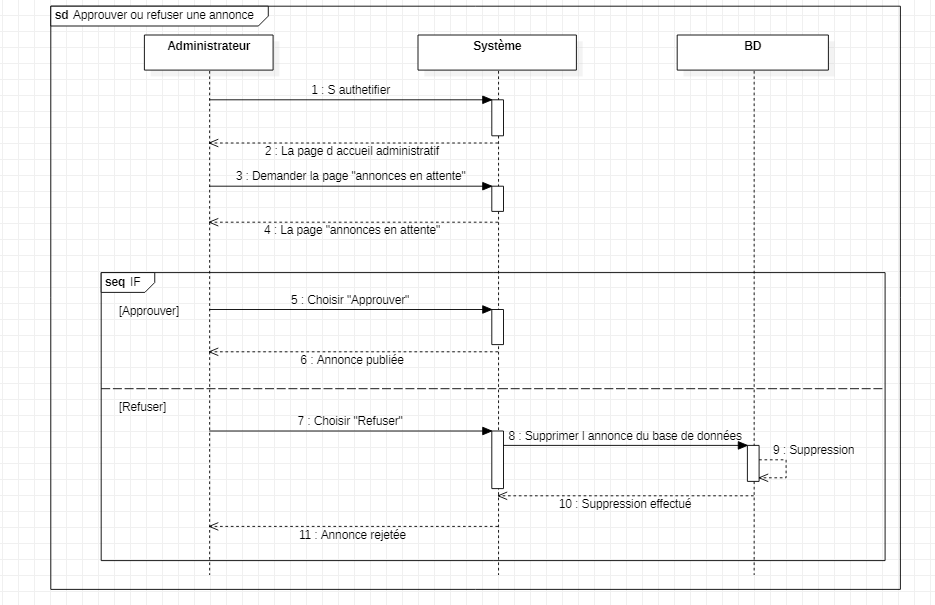 sd Approuver ou refuser une annonce
Administrateur
Système
BD
1 : S authetifier
2 : La page d accueil administratif
3 : Demander la page "annonces en attente"
4 : La page "annonces en attente"
seq IF
[Approuver]
5 : Choisir "Approuver"
6 : Annonce publiée
[Refuser]
7 : Choisir "Refuser"
8 : Supprimer l annonce du base de données
9 : Suppression
10 : Suppression effectué
11 : Annonce rejetée